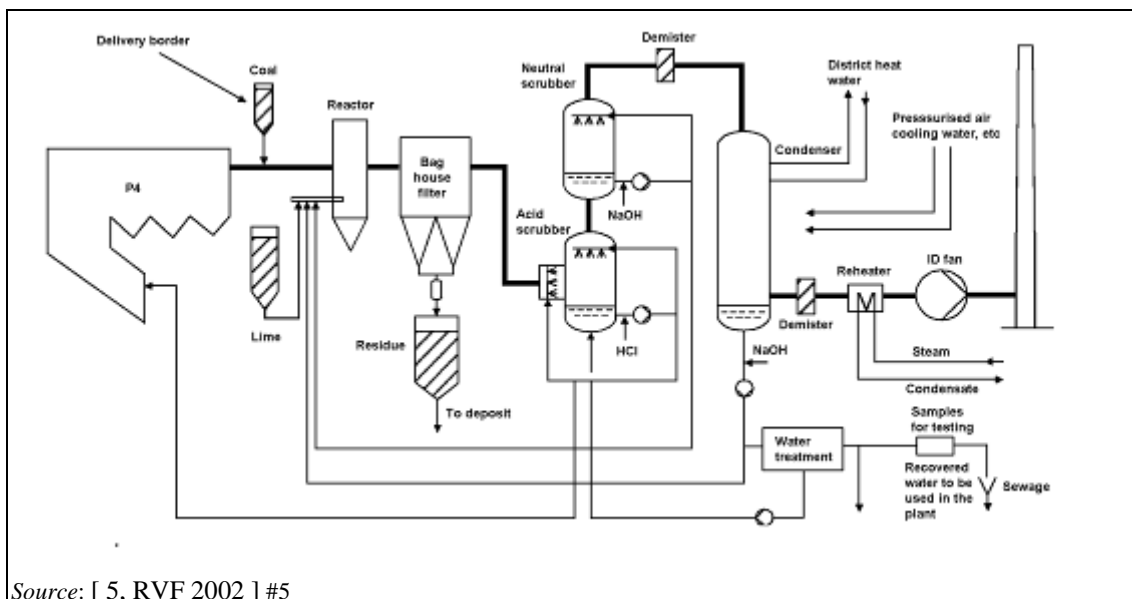 Delivery border
Coal
Reactor
P4
Lime
Bag
house
filter
Residue
To deposit
Neutral
scrubber
Acid
scrubber
NaOH
HCl
Demister
Condenser
District heat
water
Presssurised air
cooling water, etc
Demister
Reheater
ID fan
Steam
Condensate
NaOH
Water
treatment
Samples
for testing
Recovered
water to be
used in the
plant
Sewage
Source: [ 5, RVF 2002 ] #5